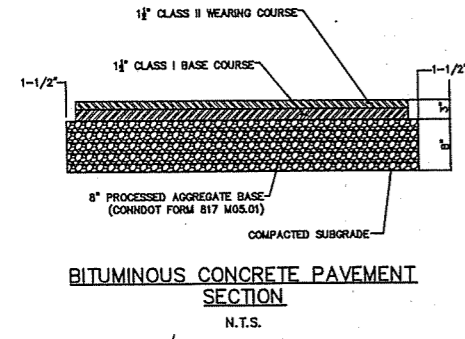 1½" CLASS II WEARING COURSE
1½" CLASS I BASE COURSE
1-1/2"
1-1/2"
3"
8"
8" PROCESSED AGGREGATE BASE
(CONNDOT FORM 817 M05.01)
COMPACTED SUBGRADE
BITUMINOUS CONCRETE PAVEMENT
SECTION
N.T.S.